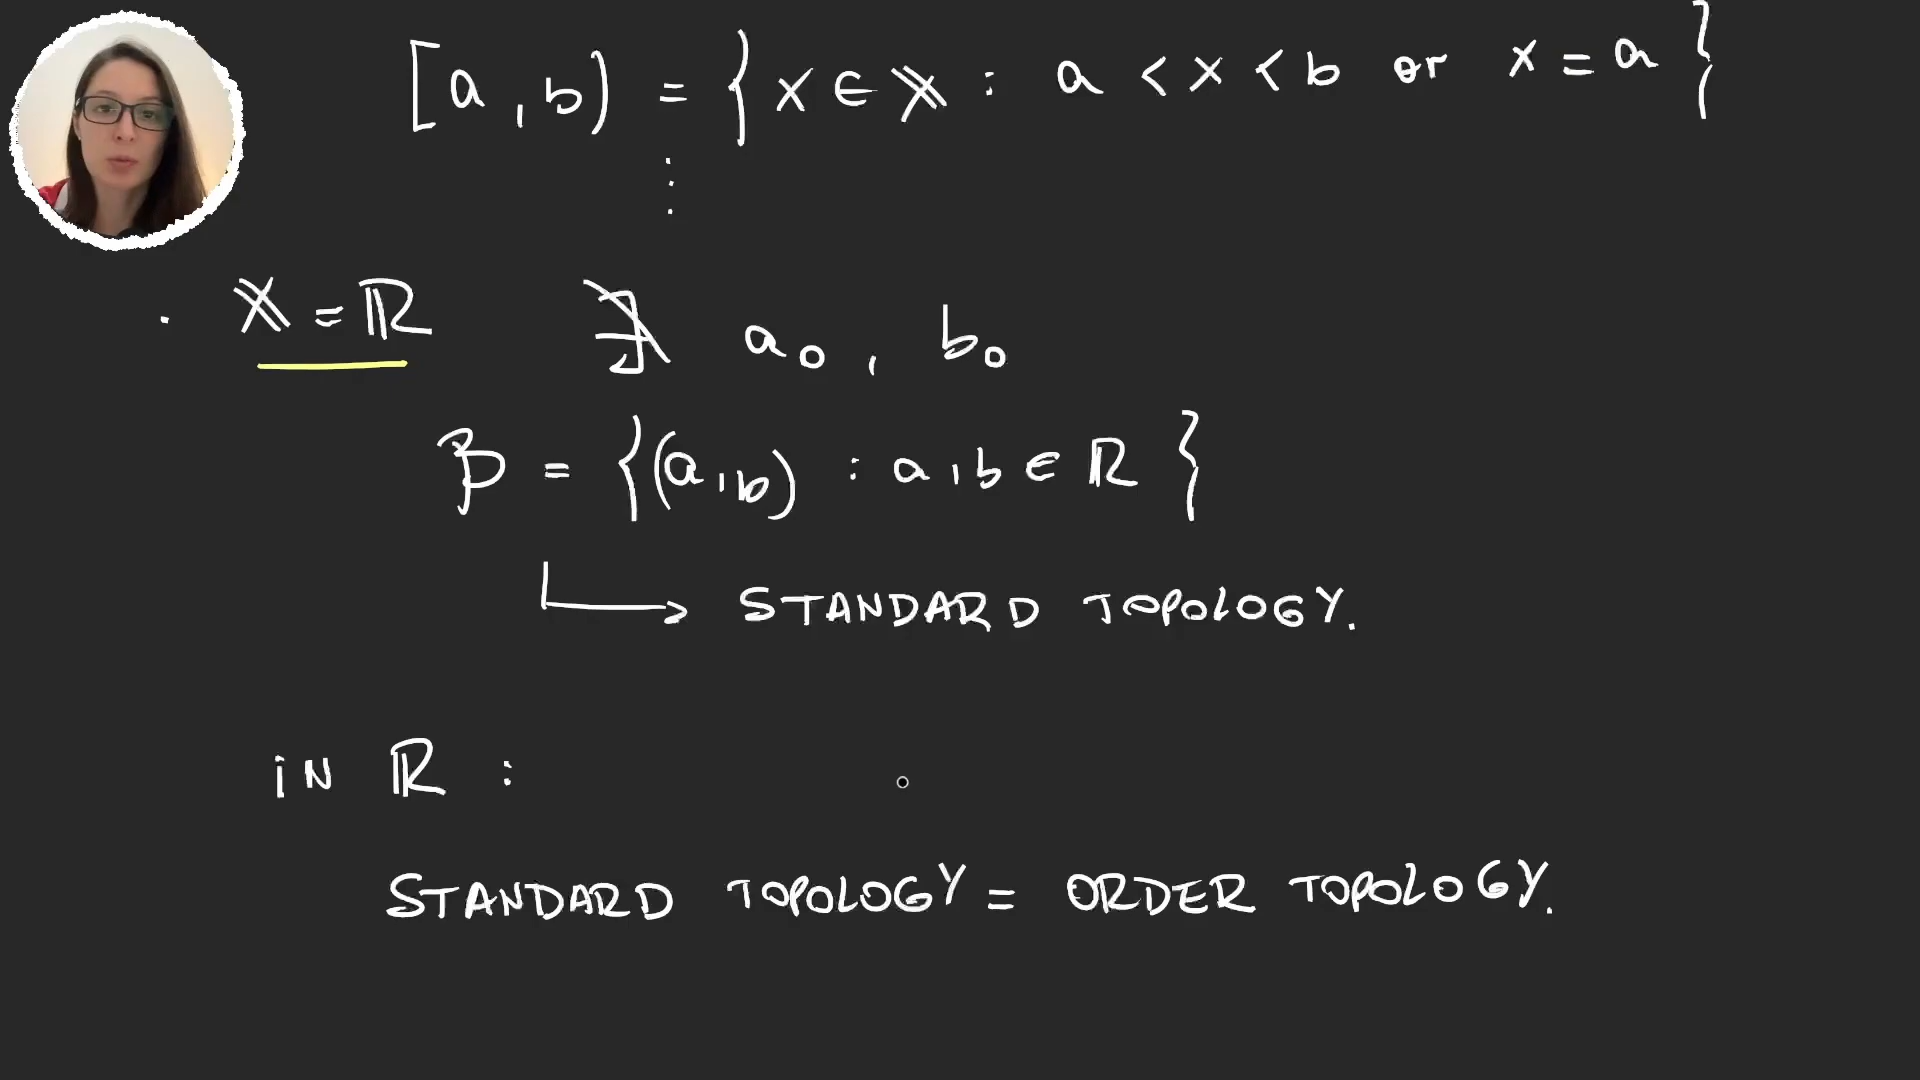 [a, b) = { x ∈ 𝕏 : a < x < b or x = a }
⋮
· 𝕏 = ℝ ∄ a₀, b₀
ℬ = {(a, b) : a, b ∈ ℝ }
↳ STANDARD TOPOLOGY.
iN ℝ :
STANDARD TOPOLOGY = ORDER TOPOLOGY.